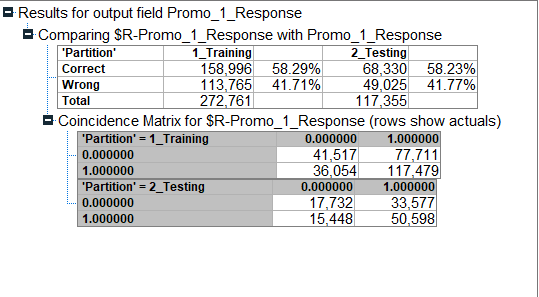 Results for output field Promo_1_Response
Comparing $R-Promo_1_Response with Promo_1_Response
'Partition' 1_Training 2_Testing
Correct 158,996 58.29% 68,330 58.23%
Wrong 113,765 41.71% 49,025 41.77%
Total 272,761 117,355
Coincidence Matrix for $R-Promo_1_Response (rows show actuals)
'Partition' = 1_Training 0.000000 1.000000
0.000000 41,517 77,711
1.000000 36,054 117,479
'Partition' = 2_Testing 0.000000 1.000000
0.000000 17,732 33,577
1.000000 15,448 50,598